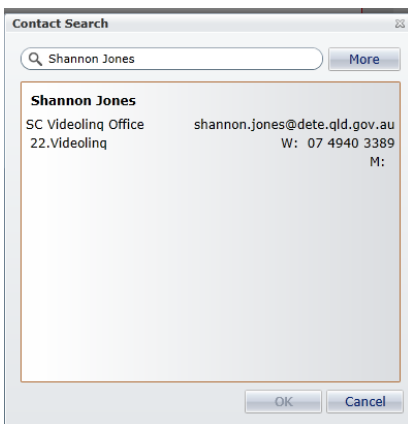 Contact Search
Shannon Jones
More
Shannon Jones
SC Videolinq Office shannon.jones@dete.qld.gov.au
22.Videolinq W: 07 4940 3389
M:
OK
Cancel